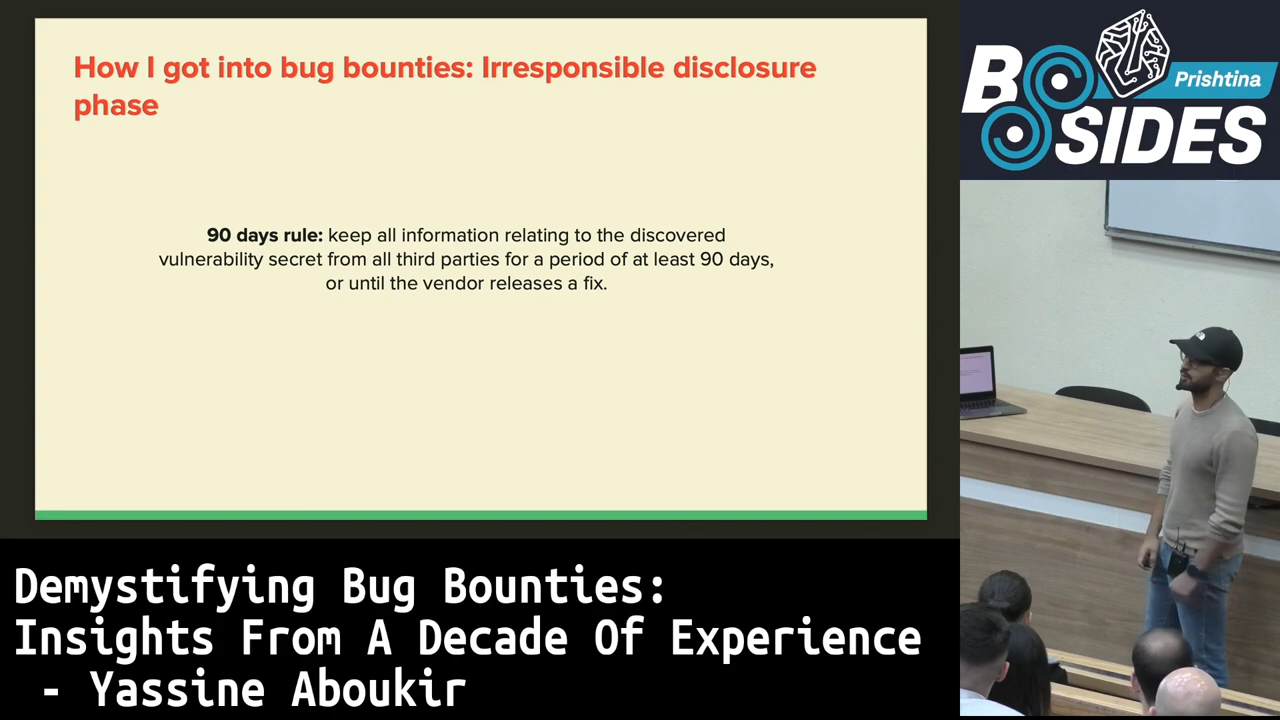 How I got into bug bounties: Irresponsible disclosure
phase
90 days rule: keep all information relating to the discovered
vulnerability secret from all third parties for a period of at least 90 days,
or until the vendor releases a fix.
BSIDES
Prishtina
Demystifying Bug Bounties:
Insights From A Decade Of Experience
- Yassine Aboukir